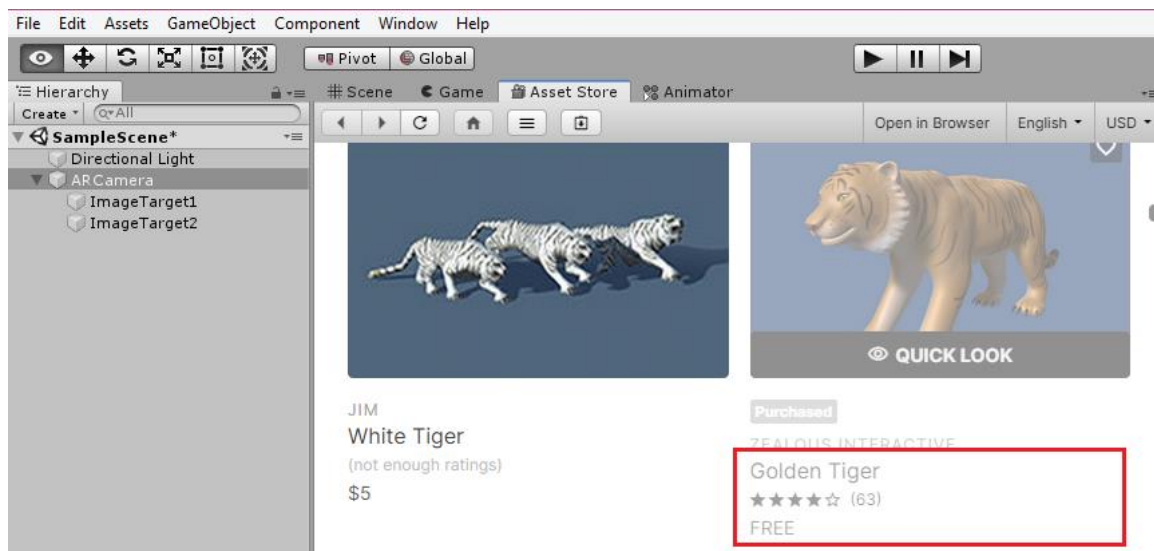 File Edit Assets GameObject Component Window Help
Pivot Global
Hierarchy
Create All
SampleScene*
Directional Light
ARCamera
ImageTarget1
ImageTarget2
Scene Game Asset Store Animator
Open in Browser English USD
QUICK LOOK
JIM
White Tiger
(not enough ratings)
$5
Purchased
ZEALOUS INTERACTIVE
Golden Tiger
★★★★☆ (63)
FREE